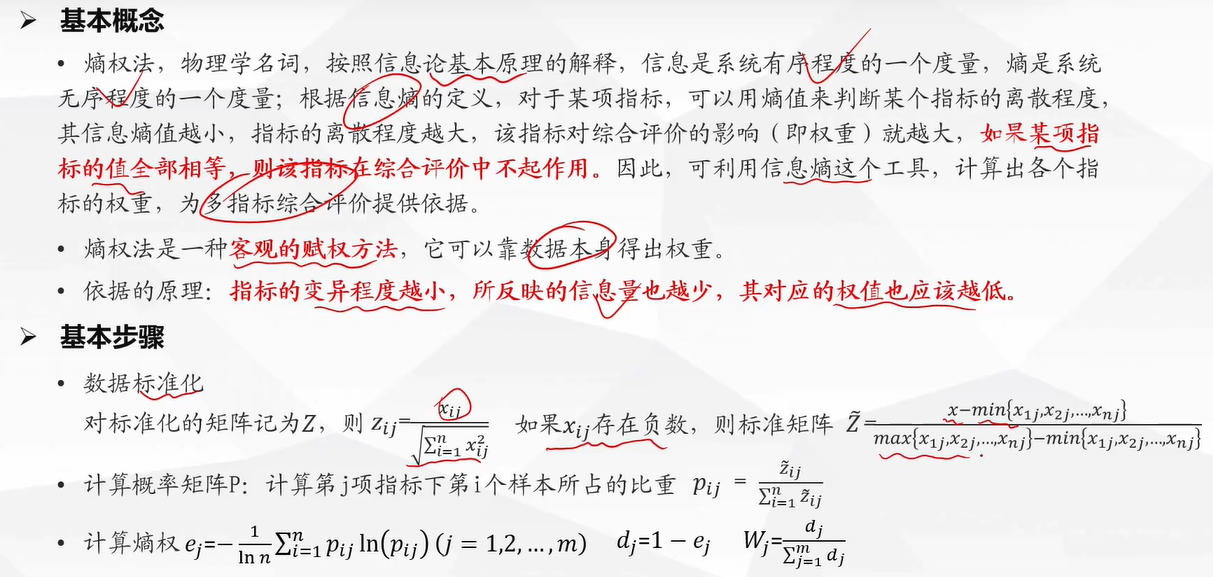 ➢ 基本概念
• 熵权法，物理学名词，按照信息论基本原理的解释，信息是系统有序程度的一个度量，熵是系统
无序程度的一个度量；根据信息熵的定义，对于某项指标，可以用熵值来判断某个指标的离散程度，
其信息熵值越小，指标的离散程度越大，该指标对综合评价的影响（即权重）就越大，如果某项指
标的值全部相等，则该指标在综合评价中不起作用。因此，可利用信息熵这个工具，计算出各个指
标的权重，为多指标综合评价提供依据。
• 熵权法是一种客观的赋权方法，它可以靠数据本身得出权重。
• 依据的原理：指标的变异程度越小，所反映的信息量也越少，其对应的权值也应该越低。
➢ 基本步骤
• 数据标准化
对标准化的矩阵记为Z，则 z_{ij}=\frac{x_{ij}}{\sqrt{\sum_{i=1}^{n} x_{ij}^2}} 如果x_{ij}存在负数，则标准矩阵 \tilde{Z}=\frac{x-min\{x_{1j},x_{2j},…,x_{nj}\}}{max\{x_{1j},x_{2j},…,x_{nj}\}-min\{x_{1j},x_{2j},…,x_{nj}\}}
• 计算概率矩阵P：计算第j项指标下第i个样本所占的比重 p_{ij} = \frac{\tilde{z}_{ij}}{\sum_{i=1}^{n} \tilde{z}_{ij}}
• 计算熵权 e_j=-\frac{1}{\ln n}\sum_{i=1}^{n} p_{ij} \ln(p_{ij}) (j = 1,2, …, m) d_j=1 − e_j W_j=\frac{d_j}{\sum_{j=1}^{m} d_j}